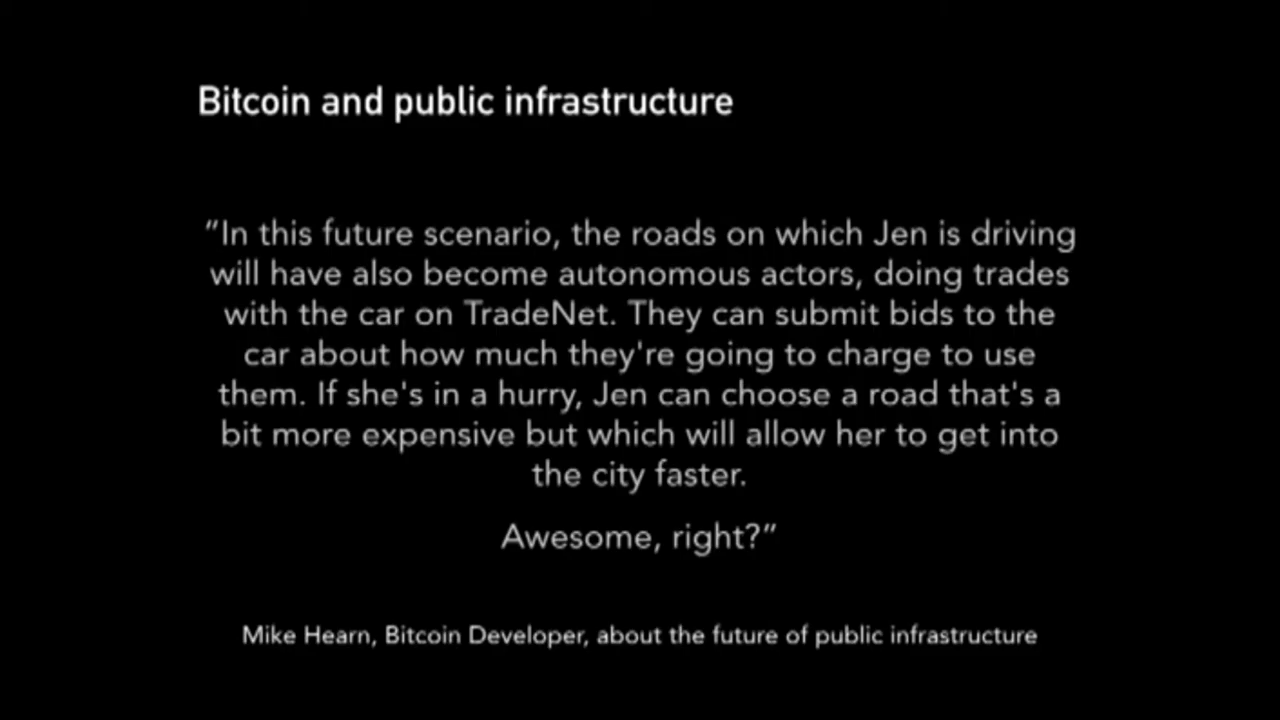 Bitcoin and public infrastructure
“In this future scenario, the roads on which Jen is driving
will have also become autonomous actors, doing trades
with the car on TradeNet. They can submit bids to the
car about how much they're going to charge to use
them. If she's in a hurry, Jen can choose a road that's a
bit more expensive but which will allow her to get into
the city faster.
Awesome, right?”
Mike Hearn, Bitcoin Developer, about the future of public infrastructure